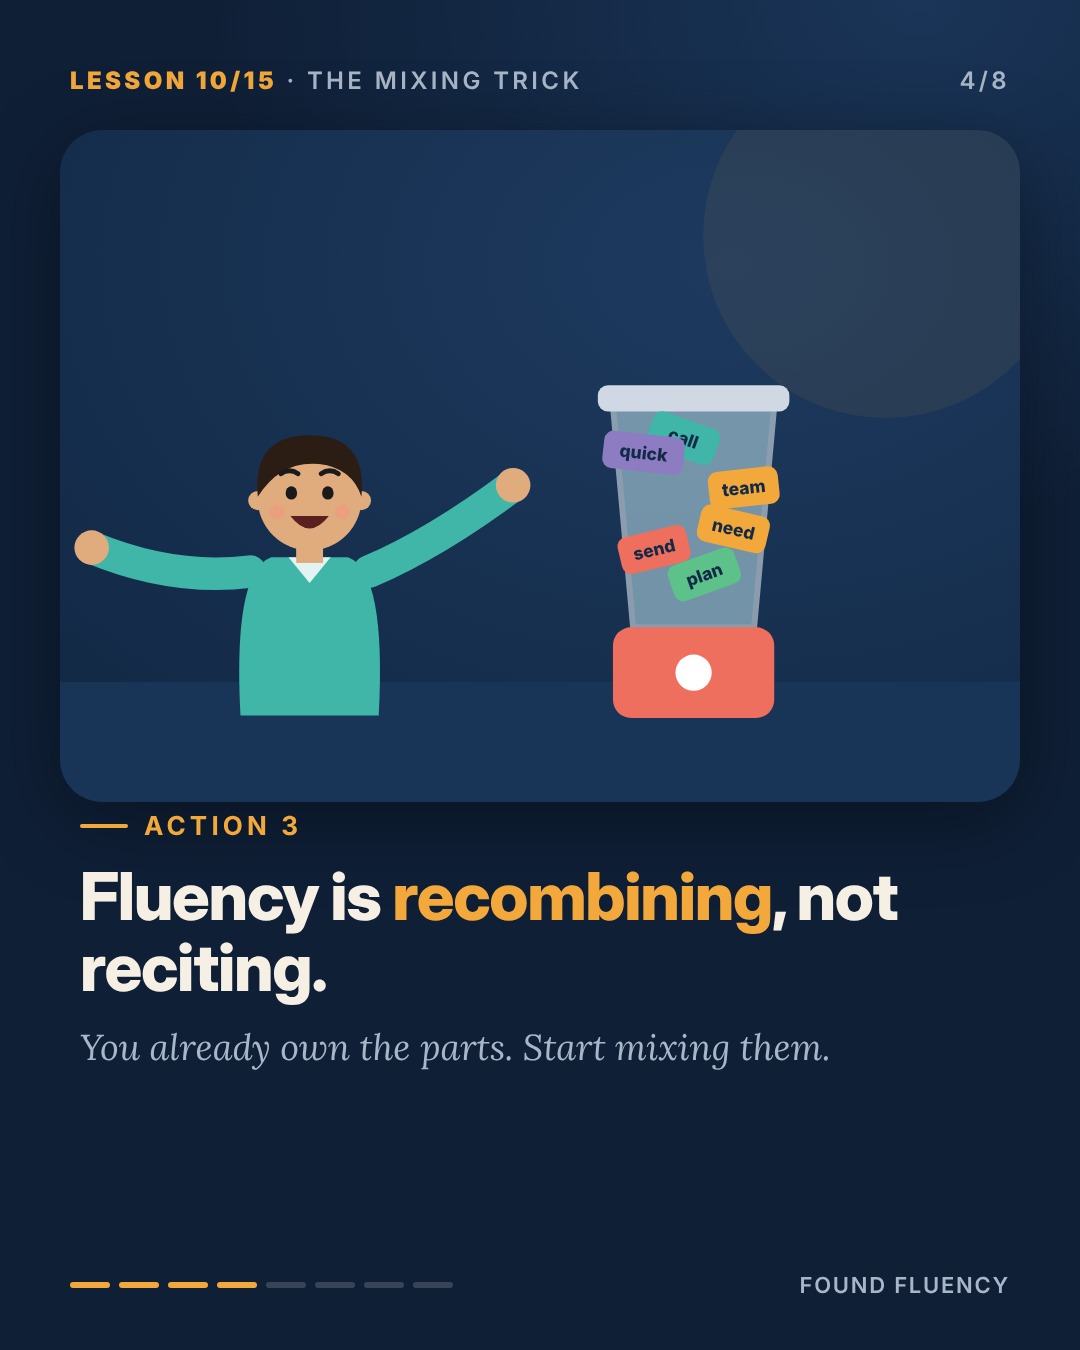 LESSON 10/15 · THE MIXING TRICK
4/8
call
quick
team
need
send
plan
ACTION 3
Fluency is recombining, not
reciting.
You already own the parts. Start mixing them.
FOUND FLUENCY